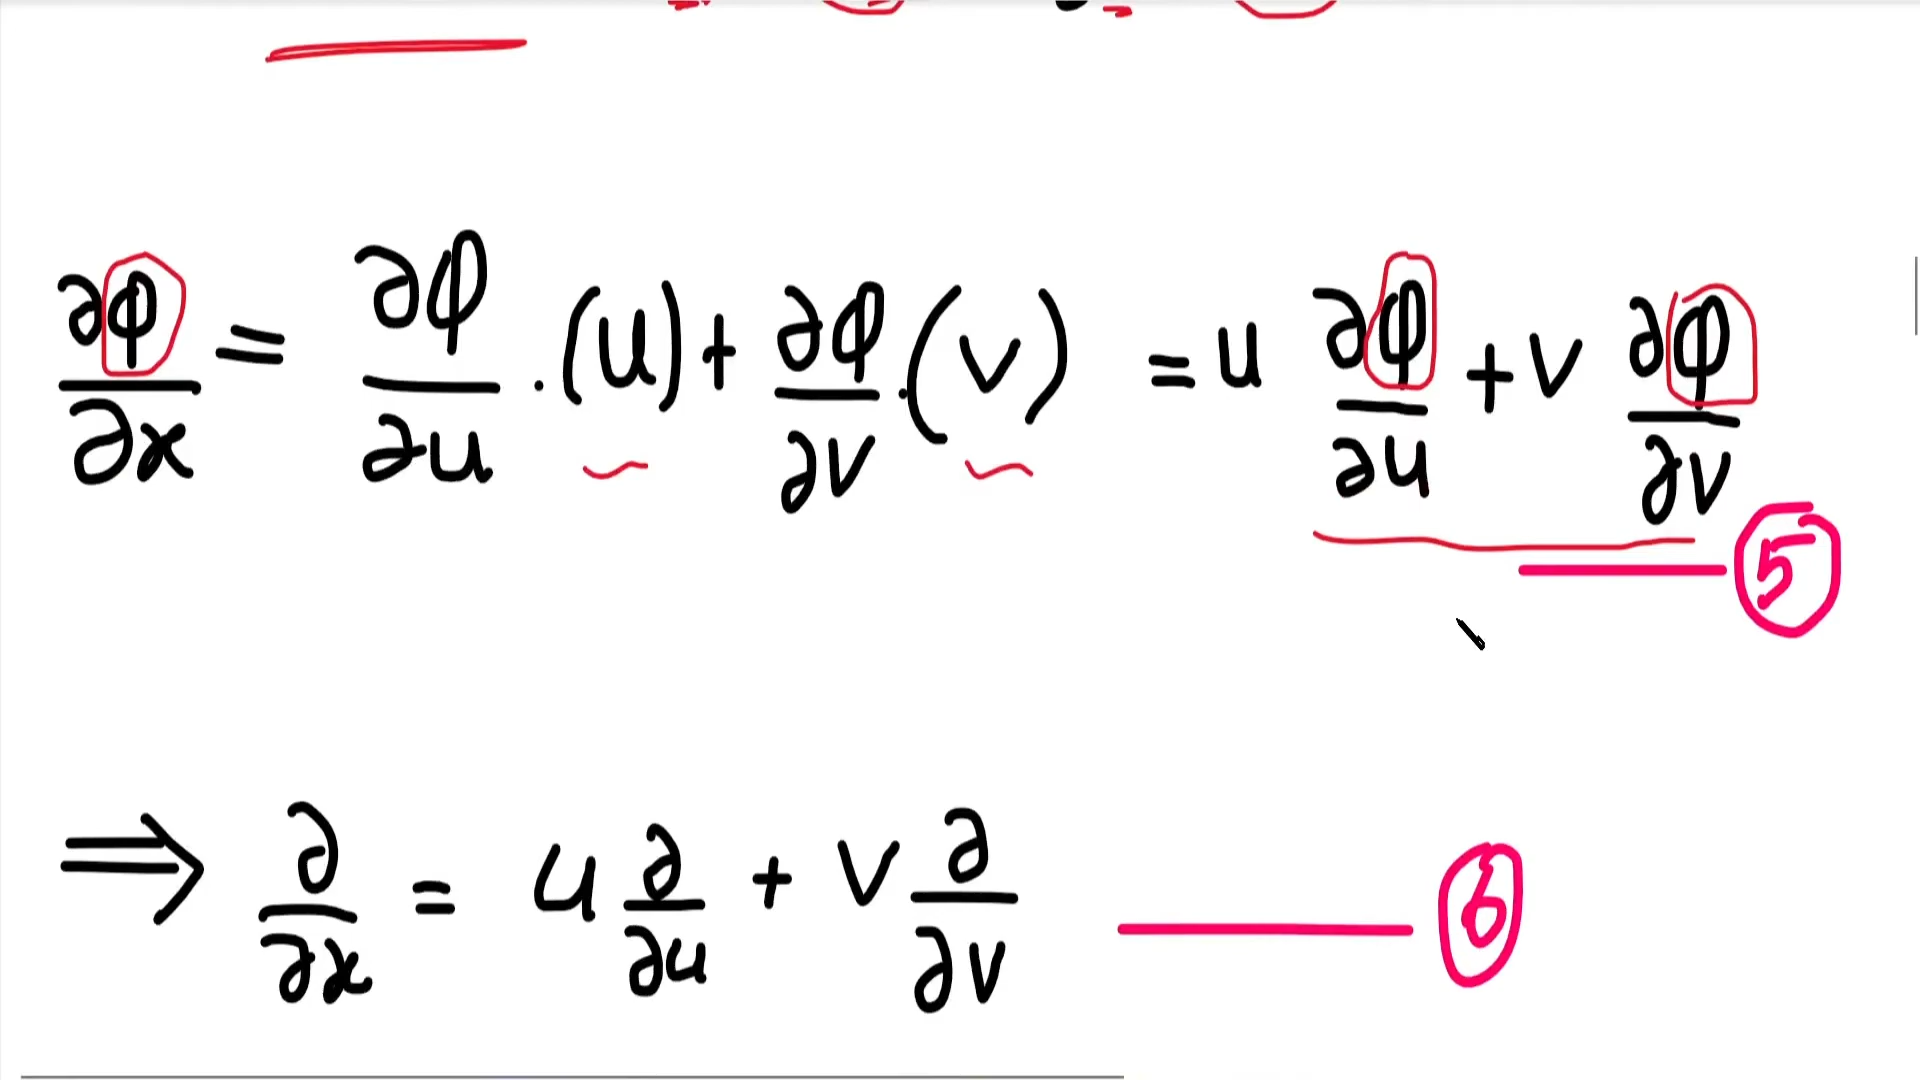 ∂φ/∂x = ∂φ/∂u . (u) + ∂φ/∂v . (v) = u ∂φ/∂u + v ∂φ/∂v — 5
⇒ ∂/∂x = u ∂/∂u + v ∂/∂v — 6